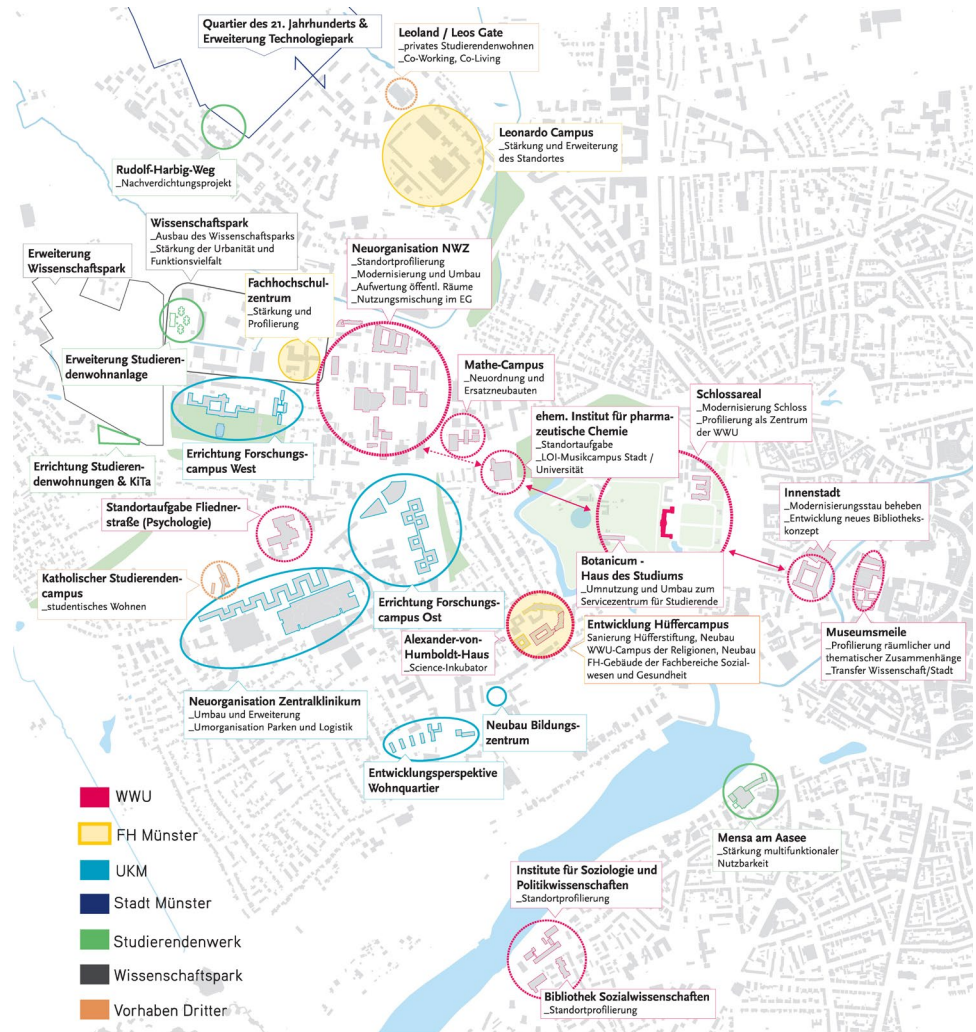 Quartier des 21. Jahrhunderts &
Erweiterung Technologiepark
Leoland / Leos Gate
_privates Studierendenwohnen
_Co-Working, Co-Living
Leonardo Campus
_Stärkung und Erweiterung
des Standortes
Rudolf-Harbig-Weg
_Nachverdichtungsprojekt
Wissenschaftspark
_Ausbau des Wissenschaftsparks
_Stärkung der Urbanität und
Funktionsvielfalt
Erweiterung
Wissenschaftspark
Neuorganisation NWZ
_Standortprofilierung
_Modernisierung und Umbau
_Aufwertung öffentl. Räume
_Nutzungsmischung im EG
Fachhochschul-
zentrum
_Stärkung und
Profilierung
Erweiterung Studieren-
denwohnanlage
Mathe-Campus
_Neuordnung und
Ersatzneubauten
Schlossareal
_Modernisierung Schloss
_Profilierung als Zentrum
der WWU
ehem. Institut für pharma-
zeutische Chemie
_Standortaufgabe
_LOI-Musikcampus Stadt /
Universität
Errichtung Studieren-
denwohnungen & KiTa
Errichtung Forschungs-
campus West
Innenstadt
_Modernisierungsstau beheben
_Entwicklung neues Bibliotheks-
konzept
Standortaufgabe Fliedner-
straße (Psychologie)
Botanicum -
Haus des Studiums
_Umnutzung und Umbau zum
Servicezentrum für Studierende
Katholischer Studierenden-
campus
_studentisches Wohnen
Errichtung Forschungs-
campus Ost
Entwicklung Hüffercampus
Sanierung Hüfferstiftung, Neubau
WWU-Campus der Religionen, Neubau
FH-Gebäude der Fachbereiche Sozial-
wesen und Gesundheit
Museumsmeile
_Profilierung räumlicher und
thematischer Zusammenhänge
_Transfer Wissenschaft/Stadt
Alexander-von-
Humboldt-Haus
_Science-Inkubator
Neuorganisation Zentralklinikum
_Umbau und Erweiterung
_Umorganisation Parken und Logistik
Neubau Bildungs-
zentrum
Entwicklungsperspektive
Wohnquartier
Mensa am Aasee
_Stärkung multifunktionaler
Nutzbarkeit
Institute für Soziologie und
Politikwissenschaften
_Standortprofilierung
Bibliothek Sozialwissenschaften
_Standortprofilierung
WWU
FH Münster
UKM
Stadt Münster
Studierendenwerk
Wissenschaftspark
Vorhaben Dritter